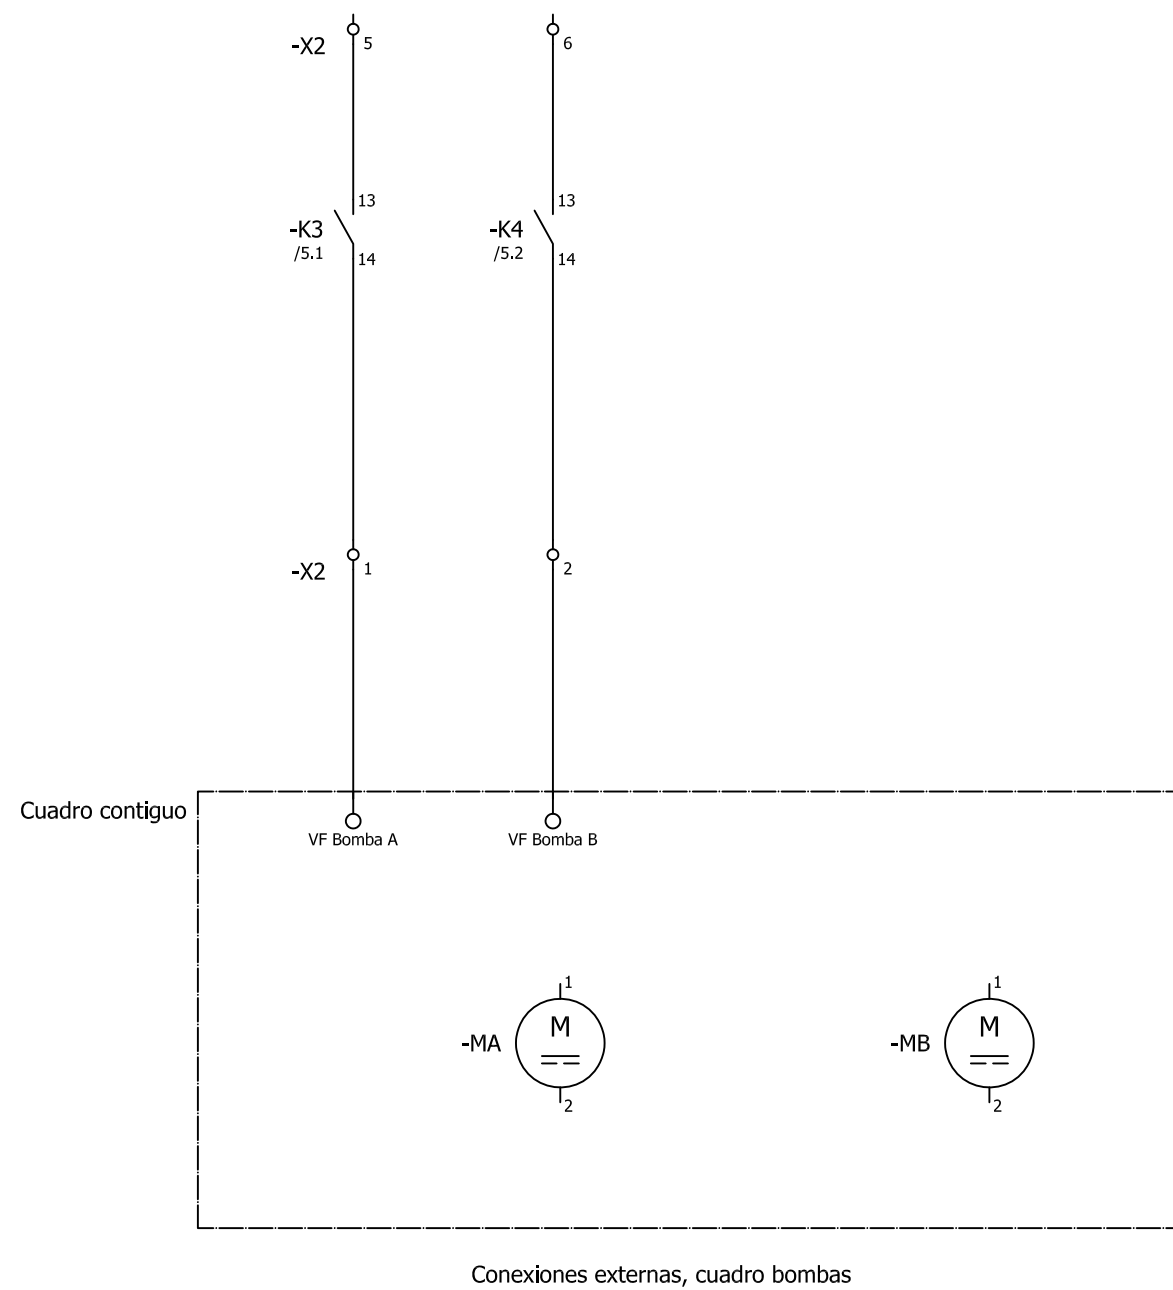 -X2 5 6
13 13
-K3 -K4
/5.1 /5.2
14 14
-X2 1 2
Cuadro contiguo
VF Bomba A VF Bomba B
1 1
M M
-MA -MB
2 2
Conexiones externas, cuadro bombas